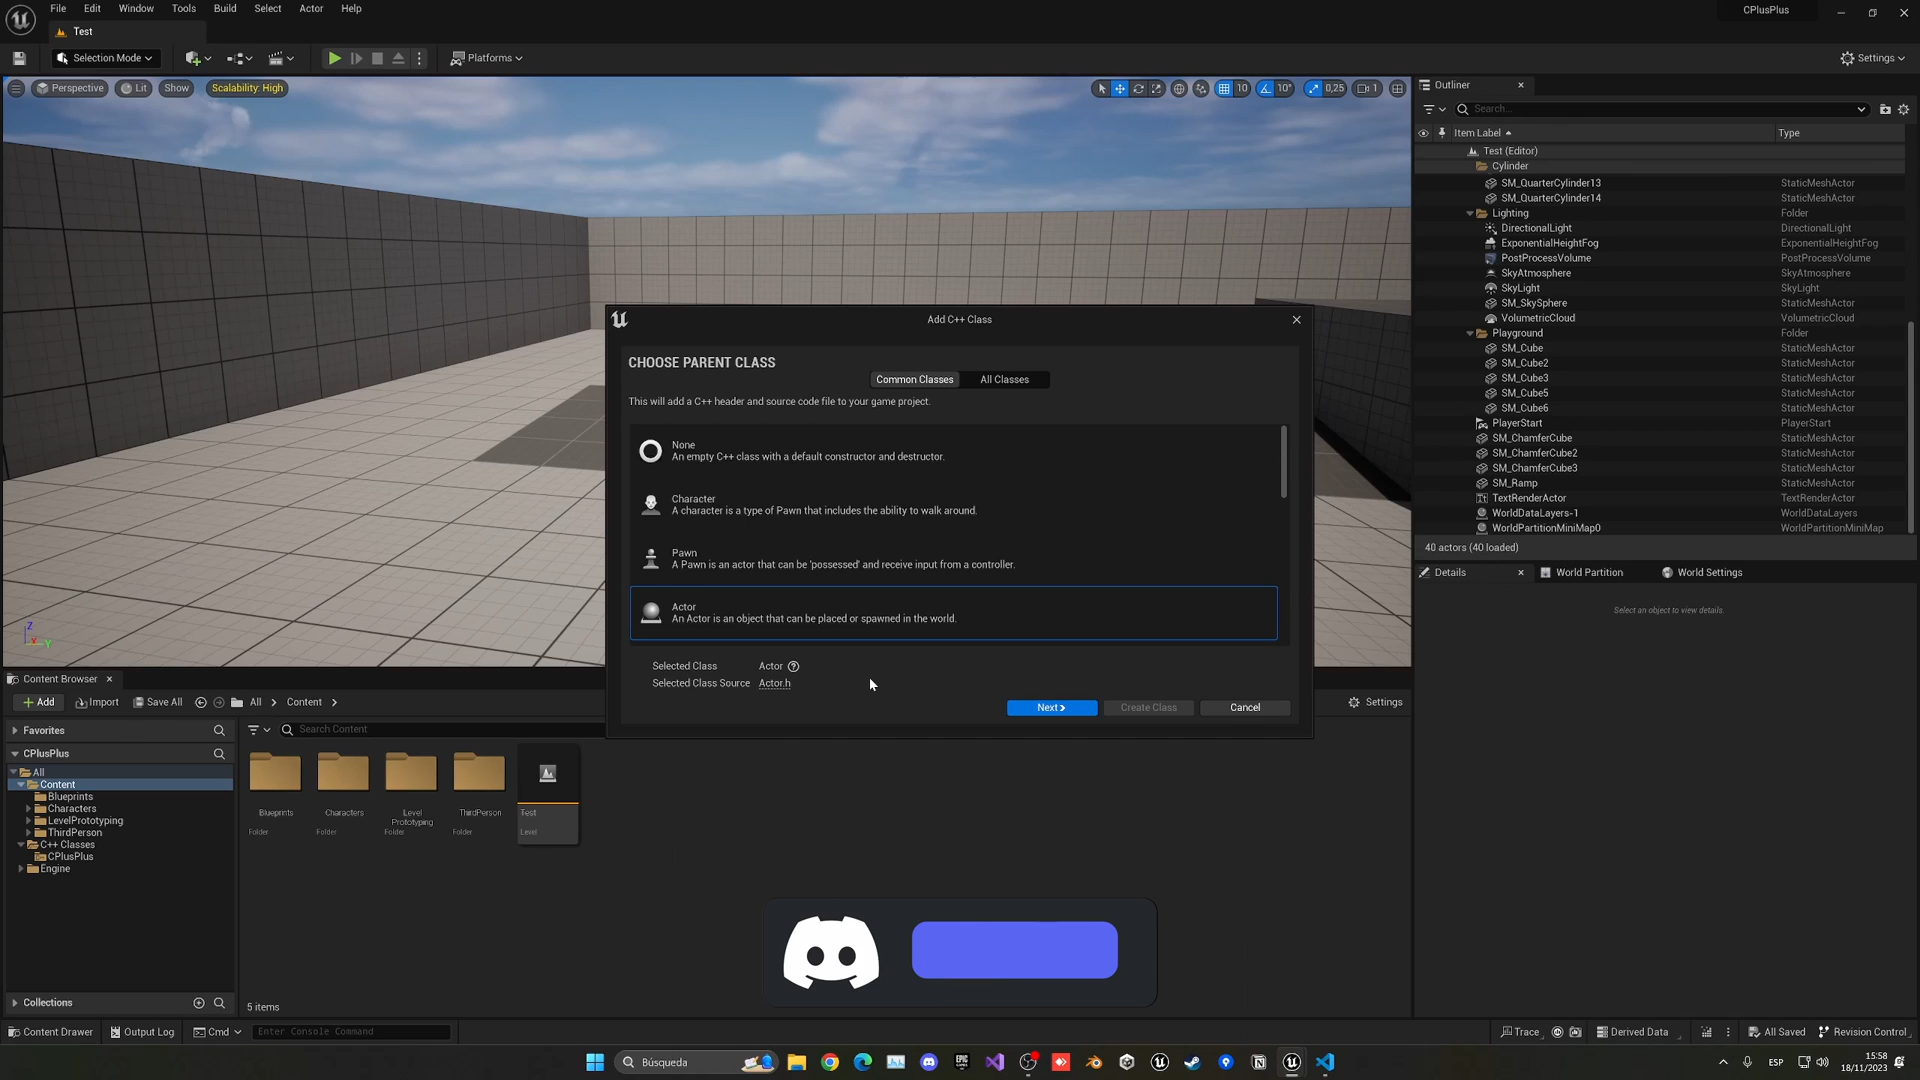 File Edit Window Tools Build Select Actor Help
CPlusPlus
Test
Selection Mode
Platforms
Settings
Perspective Lit Show Scalability: High
10 10° 0,25 1
Outliner
Search...
Item Label Type
Test (Editor)
Cylinder
SM_QuarterCylinder13 StaticMeshActor
SM_QuarterCylinder14 StaticMeshActor
Lighting Folder
DirectionalLight DirectionalLight
ExponentialHeightFog ExponentialHeightFog
PostProcessVolume PostProcessVolume
SkyAtmosphere SkyAtmosphere
SkyLight SkyLight
SM_SkySphere StaticMeshActor
VolumetricCloud VolumetricCloud
Playground Folder
SM_Cube StaticMeshActor
SM_Cube2 StaticMeshActor
SM_Cube3 StaticMeshActor
SM_Cube5 StaticMeshActor
SM_Cube6 StaticMeshActor
PlayerStart PlayerStart
SM_ChamferCube StaticMeshActor
SM_ChamferCube2 StaticMeshActor
SM_ChamferCube3 StaticMeshActor
SM_Ramp StaticMeshActor
TextRenderActor TextRenderActor
WorldDataLayers-1 WorldDataLayers
WorldPartitionMiniMap0 WorldPartitionMiniMap
40 actors (40 loaded)
Details World Partition World Settings
Select an object to view details.
Add C++ Class
CHOOSE PARENT CLASS
Common Classes All Classes
This will add a C++ header and source code file to your game project.
None
An empty C++ class with a default constructor and destructor.
Character
A character is a type of Pawn that includes the ability to walk around.
Pawn
A Pawn is an actor that can be 'possessed' and receive input from a controller.
Actor
An Actor is an object that can be placed or spawned in the world.
Selected Class Actor
Selected Class Source Actor.h
Next Create Class Cancel
Z
X Y
Content Browser
Add Import Save All All Content
Settings
Favorites
Search Content
CPlusPlus
All
Content
Blueprints
Characters
LevelPrototyping
ThirdPerson
C++ Classes
CPlusPlus
Engine
Blueprints Characters Level ThirdPerson Test
Prototyping
Folder Folder Folder Folder Level
Collections
5 items
Content Drawer Output Log Cmd Enter Console Command
Trace Derived Data All Saved Revision Control
Búsqueda
EPIC
ESP
15:58
18/11/2023